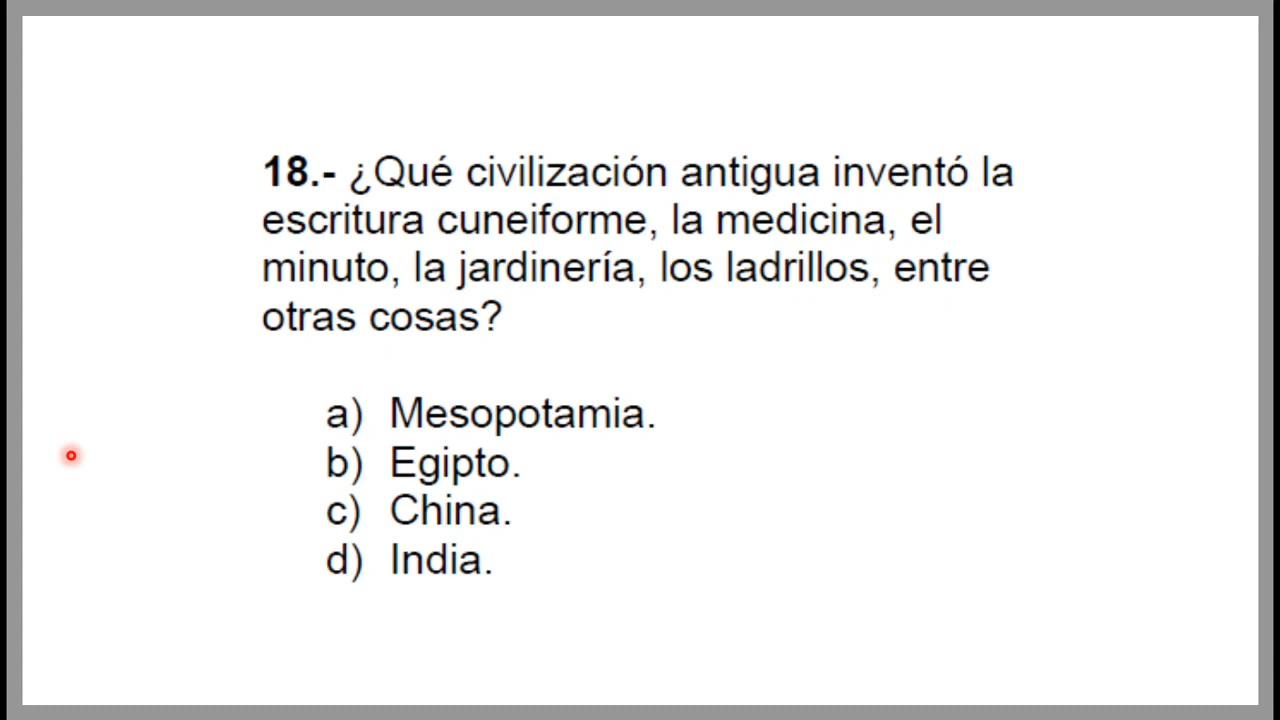 18.- ¿Qué civilización antigua inventó la
escritura cuneiforme, la medicina, el
minuto, la jardinería, los ladrillos, entre
otras cosas?
a) Mesopotamia.
b) Egipto.
c) China.
d) India.